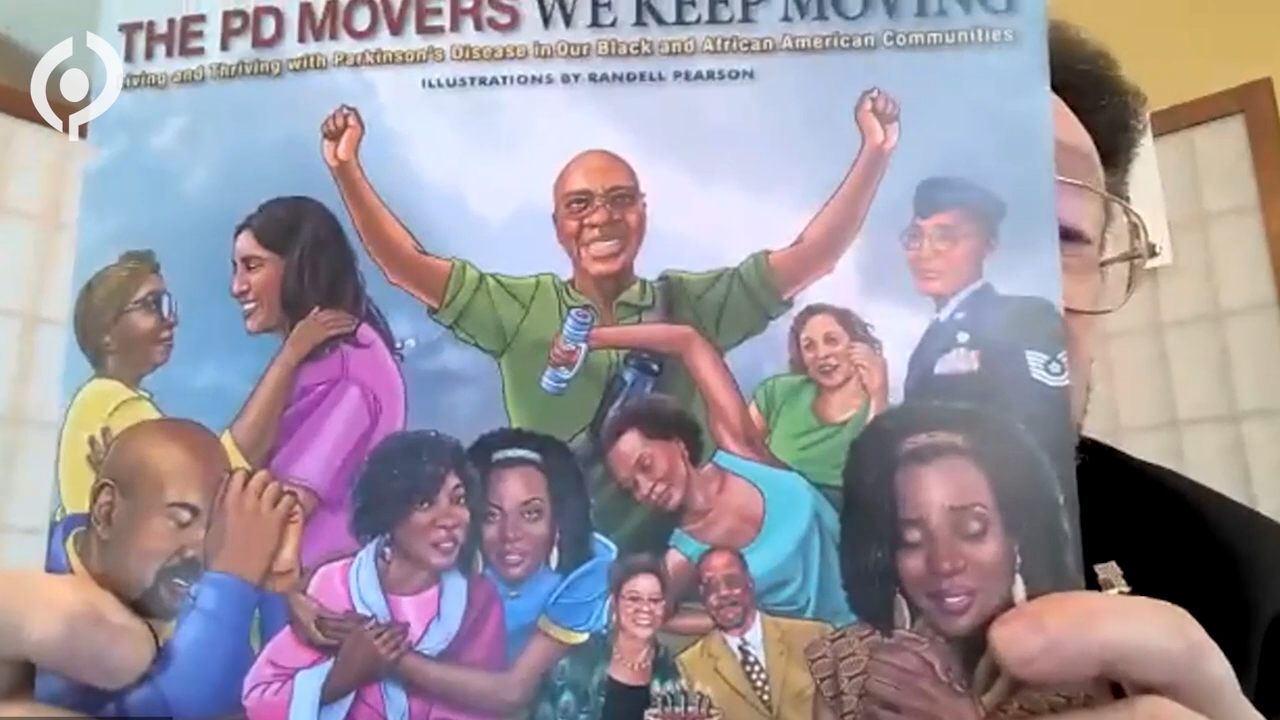 THE PD MOVERS WE KEEP MOVING
Living and Thriving with Parkinson's Disease in Our Black and African American Communities
ILLUSTRATIONS BY RANDELL PEARSON